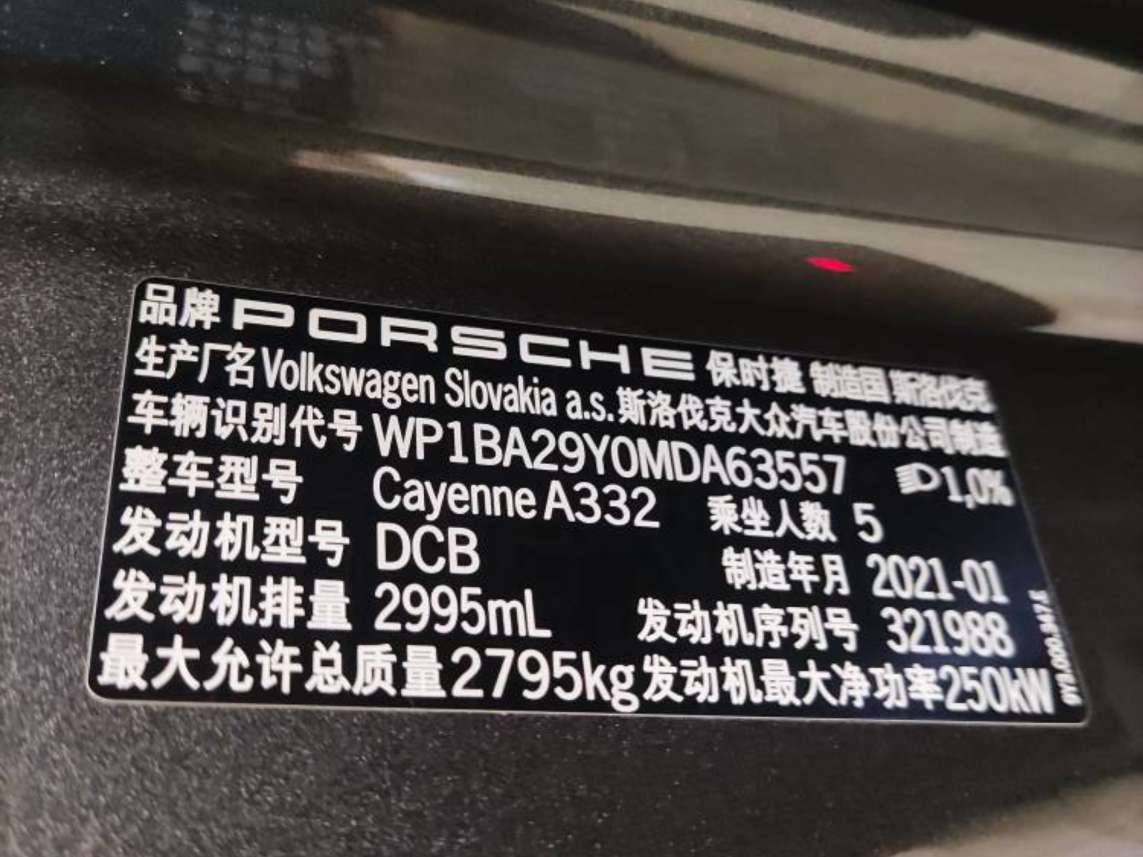 品牌 PORSCHE 保时捷 制造国 斯洛伐克
生产厂名 Volkswagen Slovakia a.s. 斯洛伐克大众汽车股份公司制造
车辆识别代号 WP1BA29Y0MDA63557 1,0%
整车型号 Cayenne A332 乘坐人数 5
发动机型号 DCB 制造年月 2021-01
发动机排量 2995mL 发动机序列号 321988
最大允许总质量 2795kg 发动机最大净功率 250kW